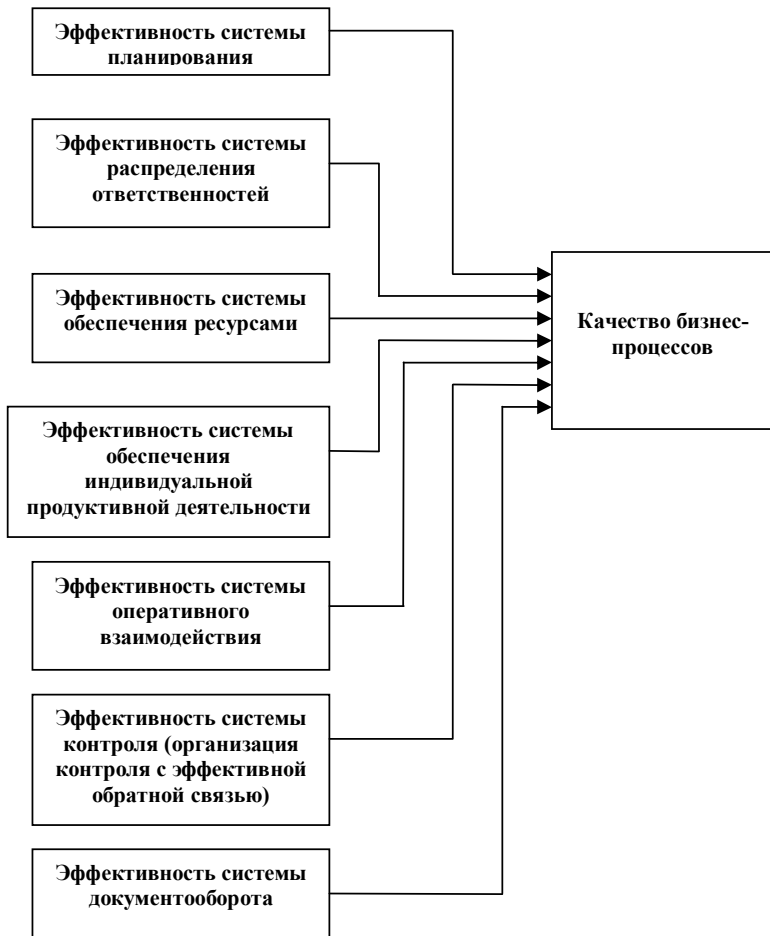 Эффективность системы
планирования
Эффективность системы
распределения
ответственностей
Эффективность системы
обеспечения ресурсами
Качество бизнес-
процессов
Эффективность системы
обеспечения
индивидуальной
продуктивной деятельности
Эффективность системы
оперативного
взаимодействия
Эффективность системы
контроля (организация
контроля с эффективной
обратной связью)
Эффективность системы
документооборота